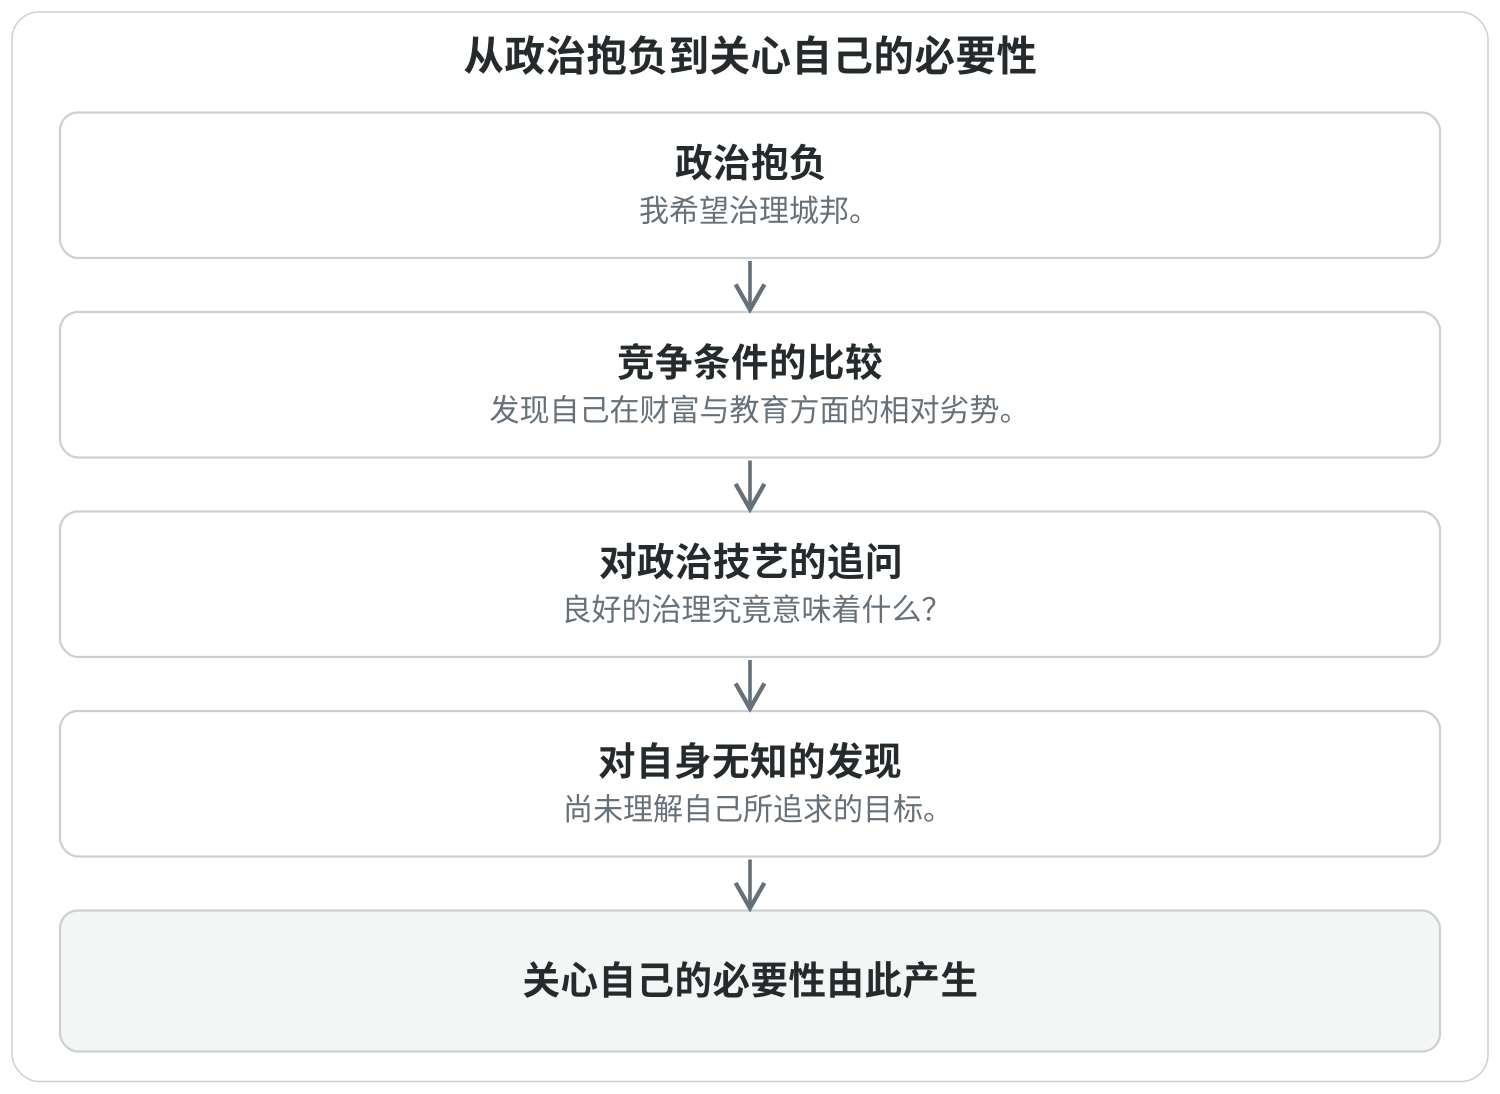 从政治抱负到关心自己的必要性
政治抱负
我希望治理城邦。
竞争条件的比较
发现自己在财富与教育方面的相对劣势。
对政治技艺的追问
良好的治理究竟意味着什么？
对自身无知的发现
尚未理解自己所追求的目标。
关心自己的必要性由此产生